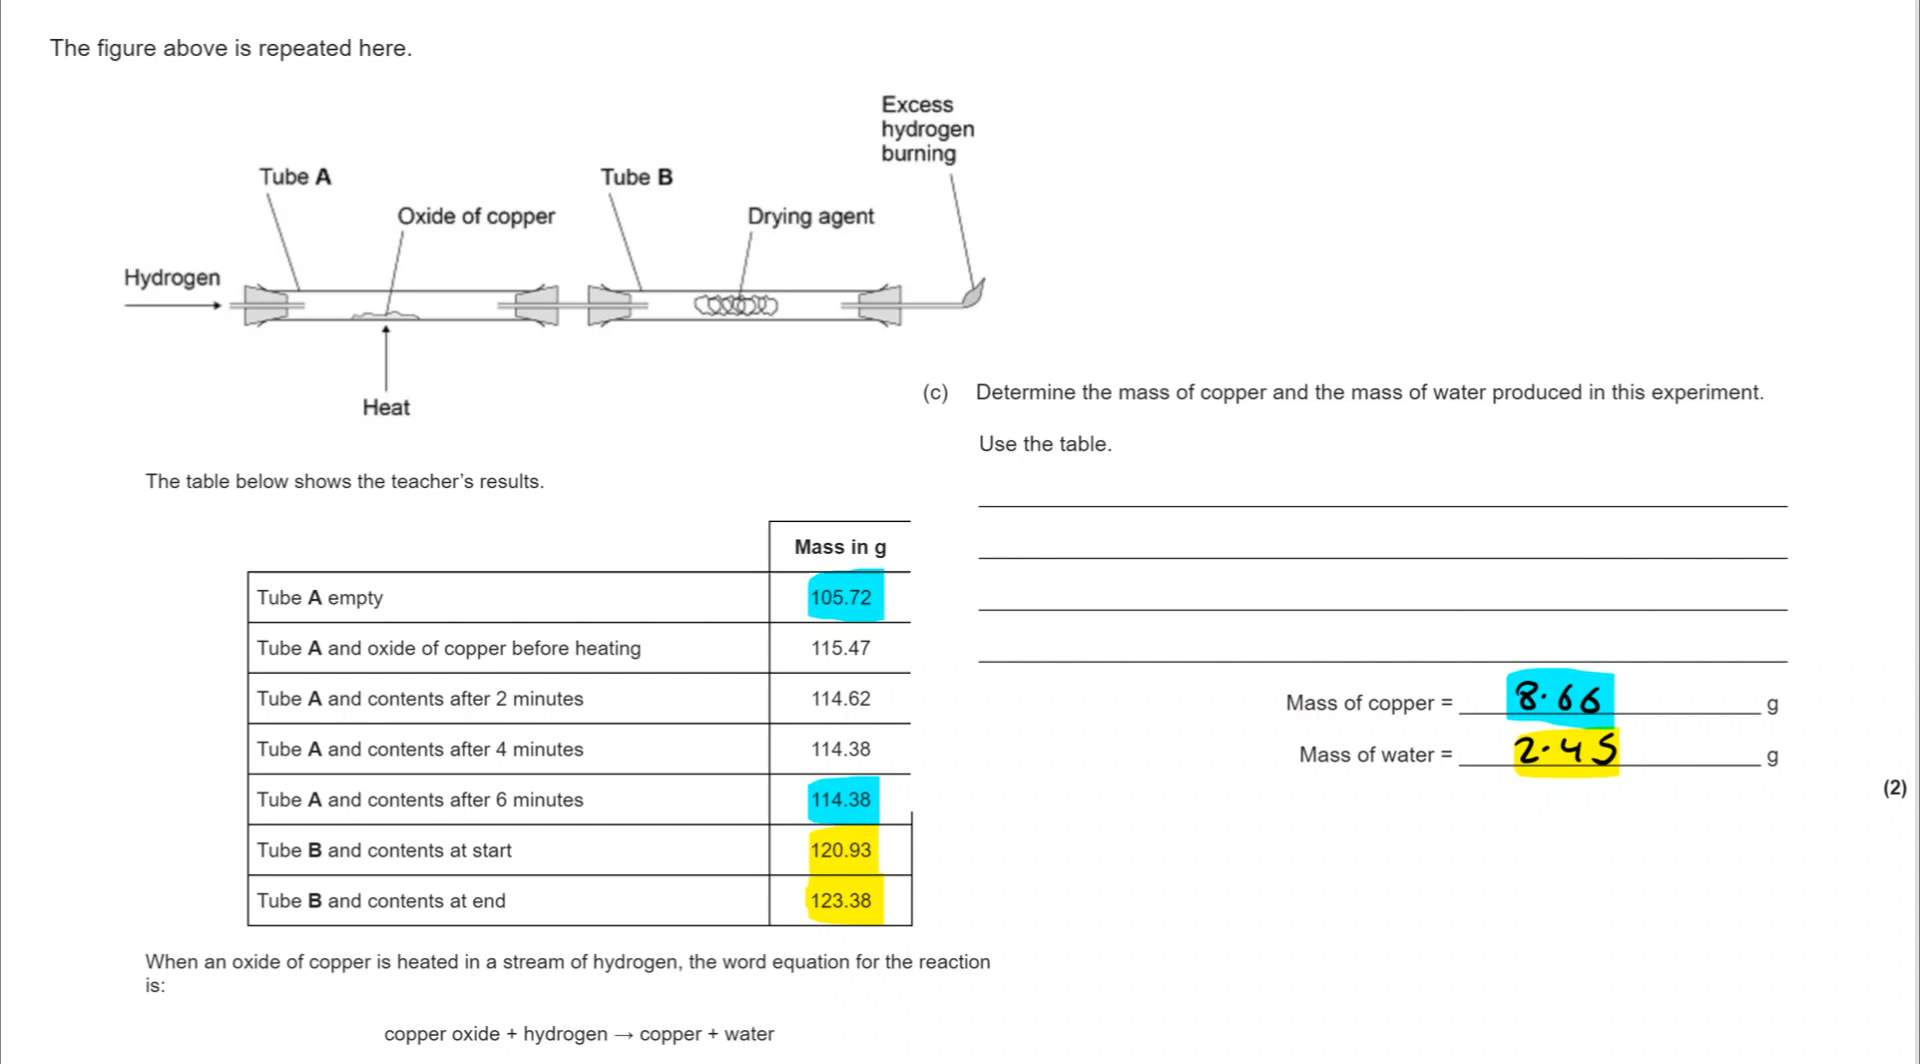 The figure above is repeated here.
Excess
hydrogen
burning
Tube A
Tube B
Oxide of copper
Drying agent
Hydrogen
Heat
(c) Determine the mass of copper and the mass of water produced in this experiment.
Use the table.
The table below shows the teacher's results.
Mass in g
Tube A empty 105.72
Tube A and oxide of copper before heating 115.47
Tube A and contents after 2 minutes 114.62
Tube A and contents after 4 minutes 114.38
Tube A and contents after 6 minutes 114.38
Tube B and contents at start 120.93
Tube B and contents at end 123.38
Mass of copper = 8.66 g
Mass of water = 2.45 g
(2)
When an oxide of copper is heated in a stream of hydrogen, the word equation for the reaction
is:
copper oxide + hydrogen → copper + water